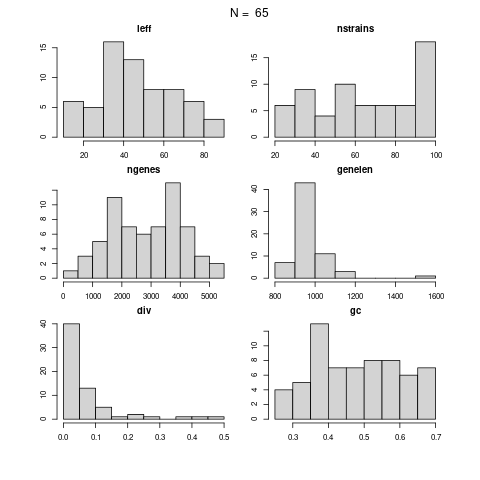 N = 65
leff
nstrains
0 5 10 15
20 40 60 80
0 5 10 15
20 40 60 80 100
ngenes
genelen
0 2 4 6 8 10
0 1000 2000 3000 4000 5000
0 10 20 30 40
800 1000 1200 1400 1600
div
gc
0 10 20 30 40
0.0 0.1 0.2 0.3 0.4 0.5
0 2 4 6 8
0.3 0.4 0.5 0.6 0.7